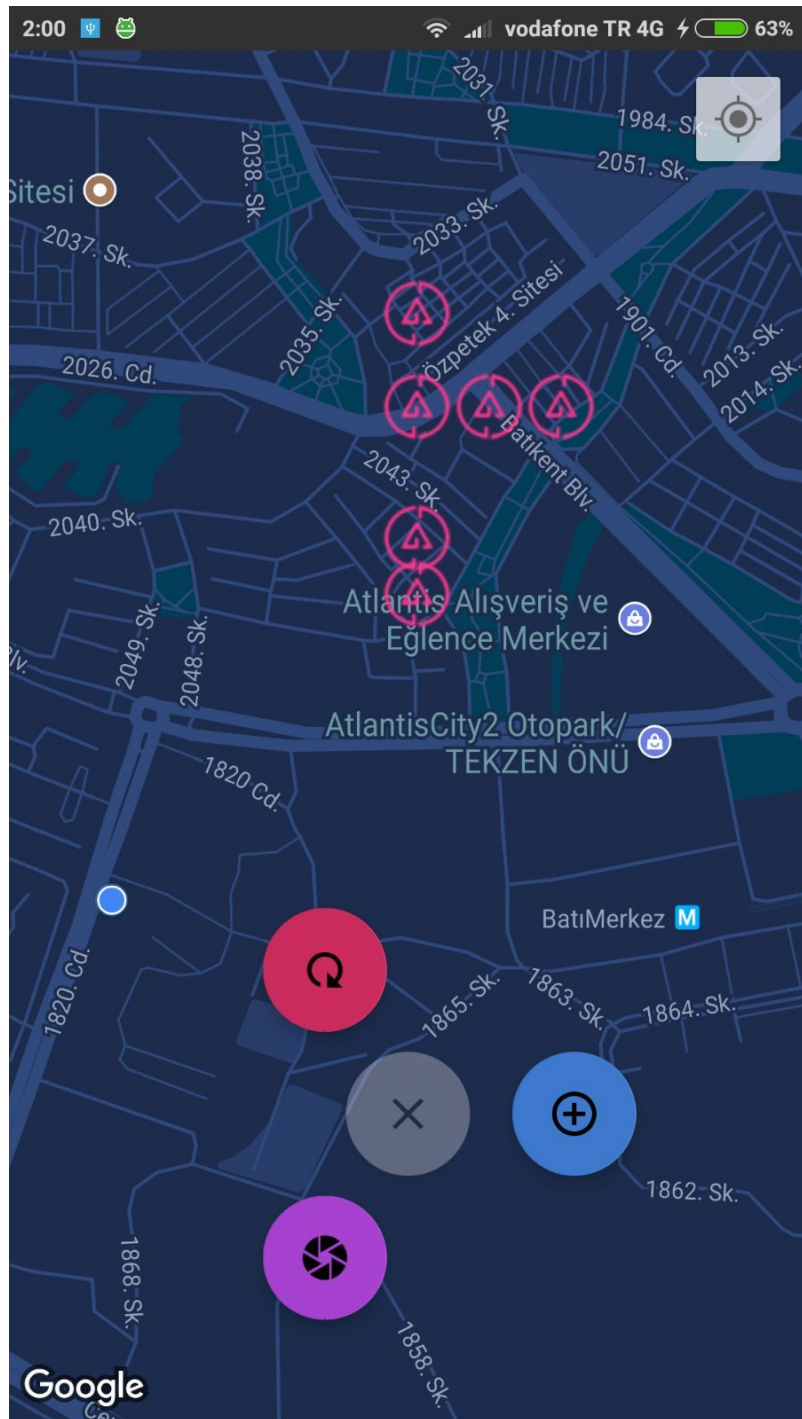 2:00 vodafone TR 4G 63%
2031. Sk.
1984. Sk.
2038. Sk.
2051. Sk.
Sitesi
2033. Sk.
2037. Sk.
Özpetek 4. Sitesi
2035. Sk.
1901. Cd.
2013. Sk.
2026. Cd.
2014. Sk.
Batıkent Blv.
2043. Sk.
2040. Sk.
Atlantis Alışveriş ve
Eğlence Merkezi
2049. Sk.
2048. Sk.
lv.
AtlantisCity2 Otopark/
TEKZEN ÖNÜ
1820 Cd.
BatıMerkez M
1820. Cd.
1865. Sk.
1863. Sk.
1864. Sk.
1862. Sk.
1868. Sk.
1858. Sk.
Google